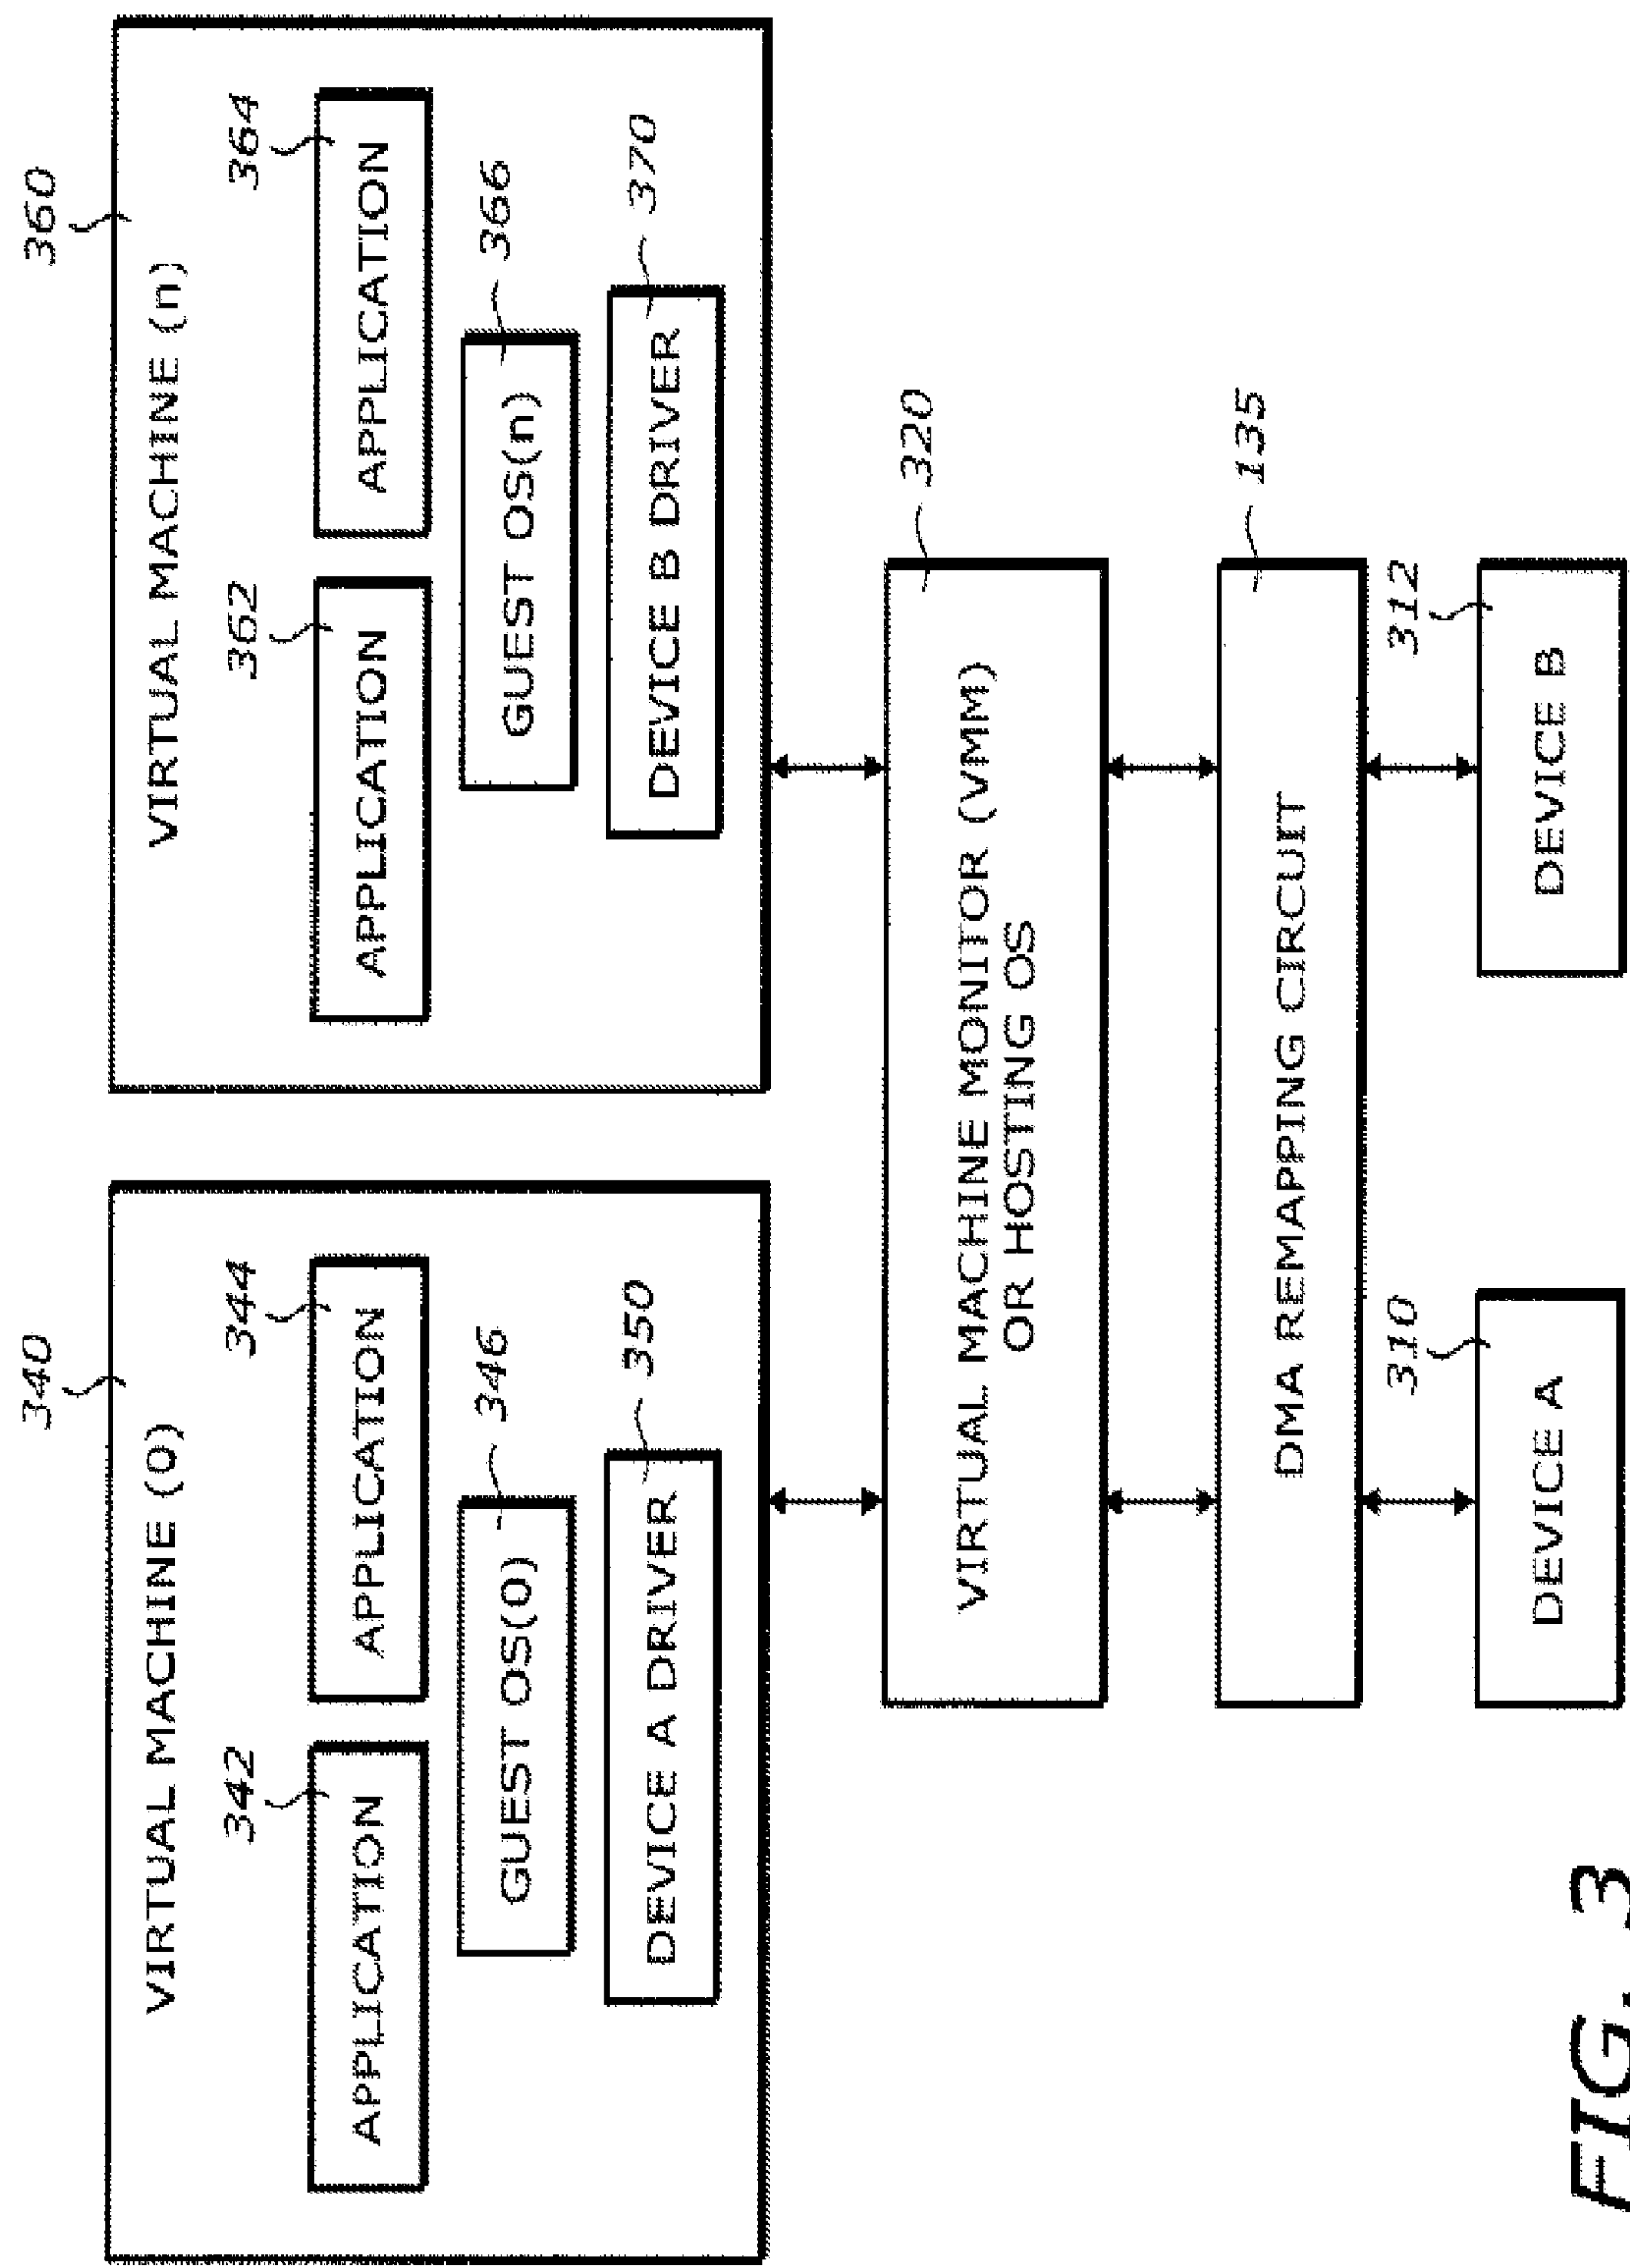 340
VIRTUAL MACHINE (0)
342
344
APPLICATION
APPLICATION
346
GUEST OS(0)
350
DEVICE A DRIVER
360
VIRTUAL MACHINE (n)
362
364
APPLICATION
APPLICATION
366
GUEST OS(n)
370
DEVICE B DRIVER
320
VIRTUAL MACHINE MONITOR (VMM)
OR HOSTING OS
135
DMA REMAPPING CIRCUIT
310
312
DEVICE A
DEVICE B
FIG. 3